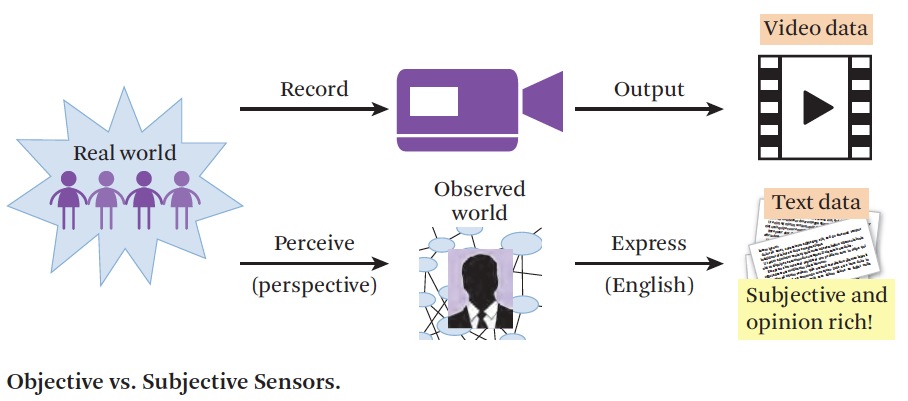 Video data
Record
Output
Real world
Observed
world
Text data
Perceive
(perspective)
Express
(English)
Subjective and
opinion rich!
Objective vs. Subjective Sensors.